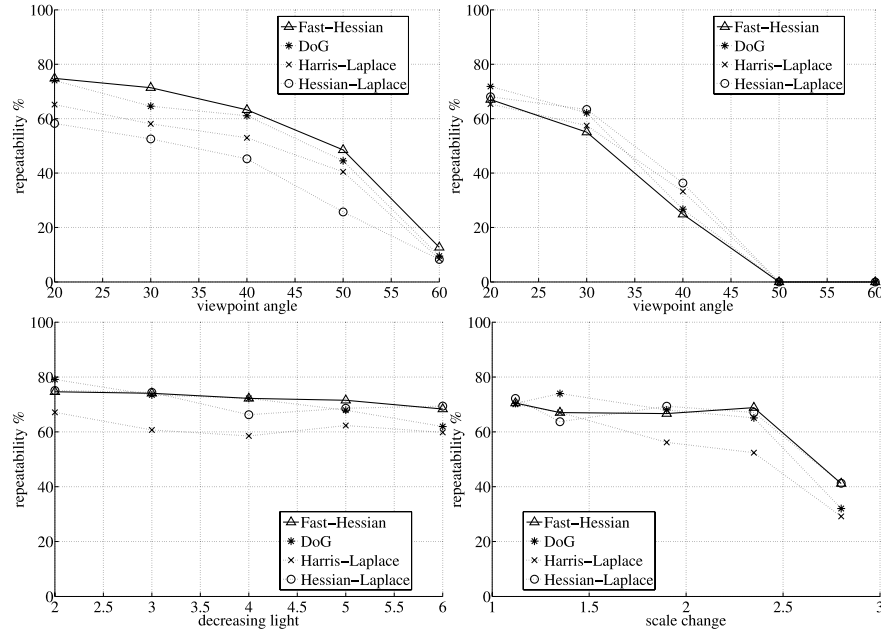 100
80
60
40
20
0
repeatability %
Fast−Hessian
DoG
Harris−Laplace
Hessian−Laplace
20 25 30 35 40 45 50 55 60
viewpoint angle
100
80
60
40
20
0
repeatability %
Fast−Hessian
DoG
Harris−Laplace
Hessian−Laplace
20 25 30 35 40 45 50 55 60
viewpoint angle
100
80
60
40
20
0
repeatability %
Fast−Hessian
DoG
Harris−Laplace
Hessian−Laplace
2 2.5 3 3.5 4 4.5 5 5.5 6
decreasing light
100
80
60
40
20
0
repeatability %
Fast−Hessian
DoG
Harris−Laplace
Hessian−Laplace
1 1.5 2 2.5 3
scale change